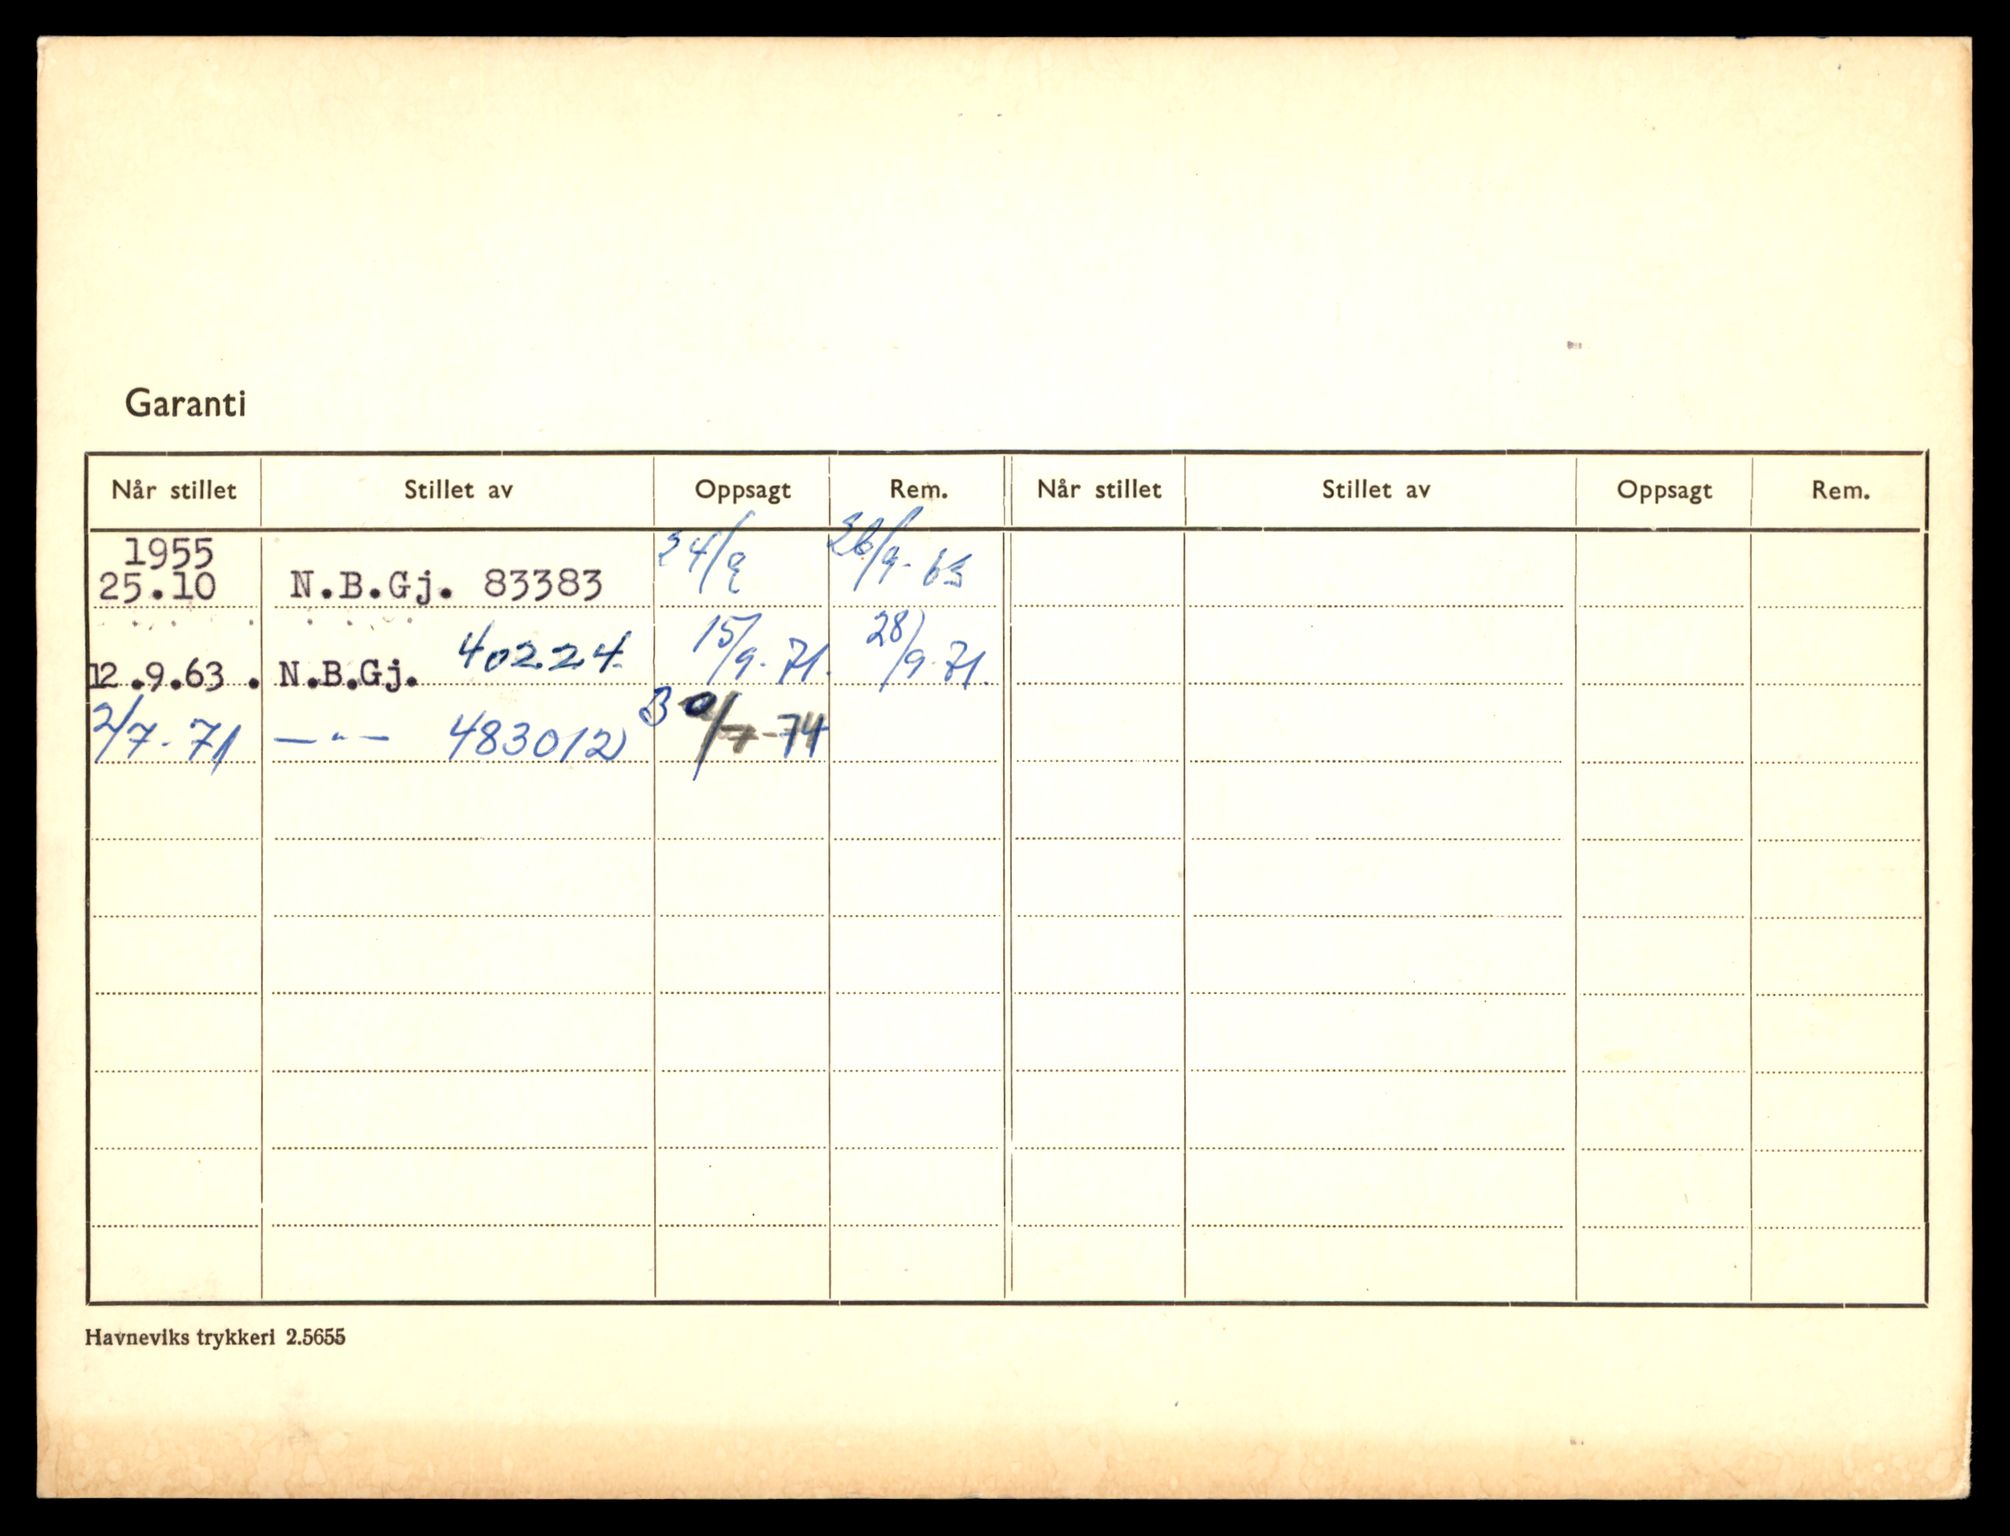 Garanti
Når stillet Stillet av Oppsagt Rem. Når stillet Stillet av Oppsagt Rem.
1955
25.10 N.B.Gj. 83383 24/9 26/9-63
12.9.63. N.B.Gj. 40224 15/9-71. 28/9-71.
2/7-71 —"— 483012 30/7-74
Havneviks trykkeri 2.5655